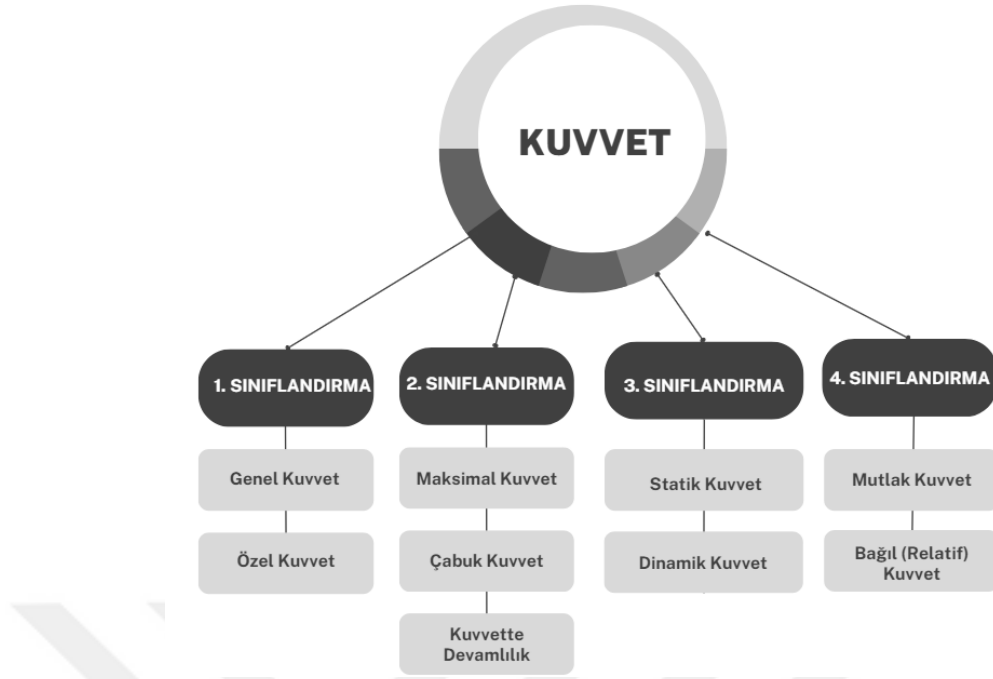 KUVVET
1. SINIFLANDIRMA
Genel Kuvvet
Özel Kuvvet
2. SINIFLANDIRMA
Maksimal Kuvvet
Çabuk Kuvvet
Kuvvette
Devamlılık
3. SINIFLANDIRMA
Statik Kuvvet
Dinamik Kuvvet
4. SINIFLANDIRMA
Mutlak Kuvvet
Bağıl (Relatif)
Kuvvet